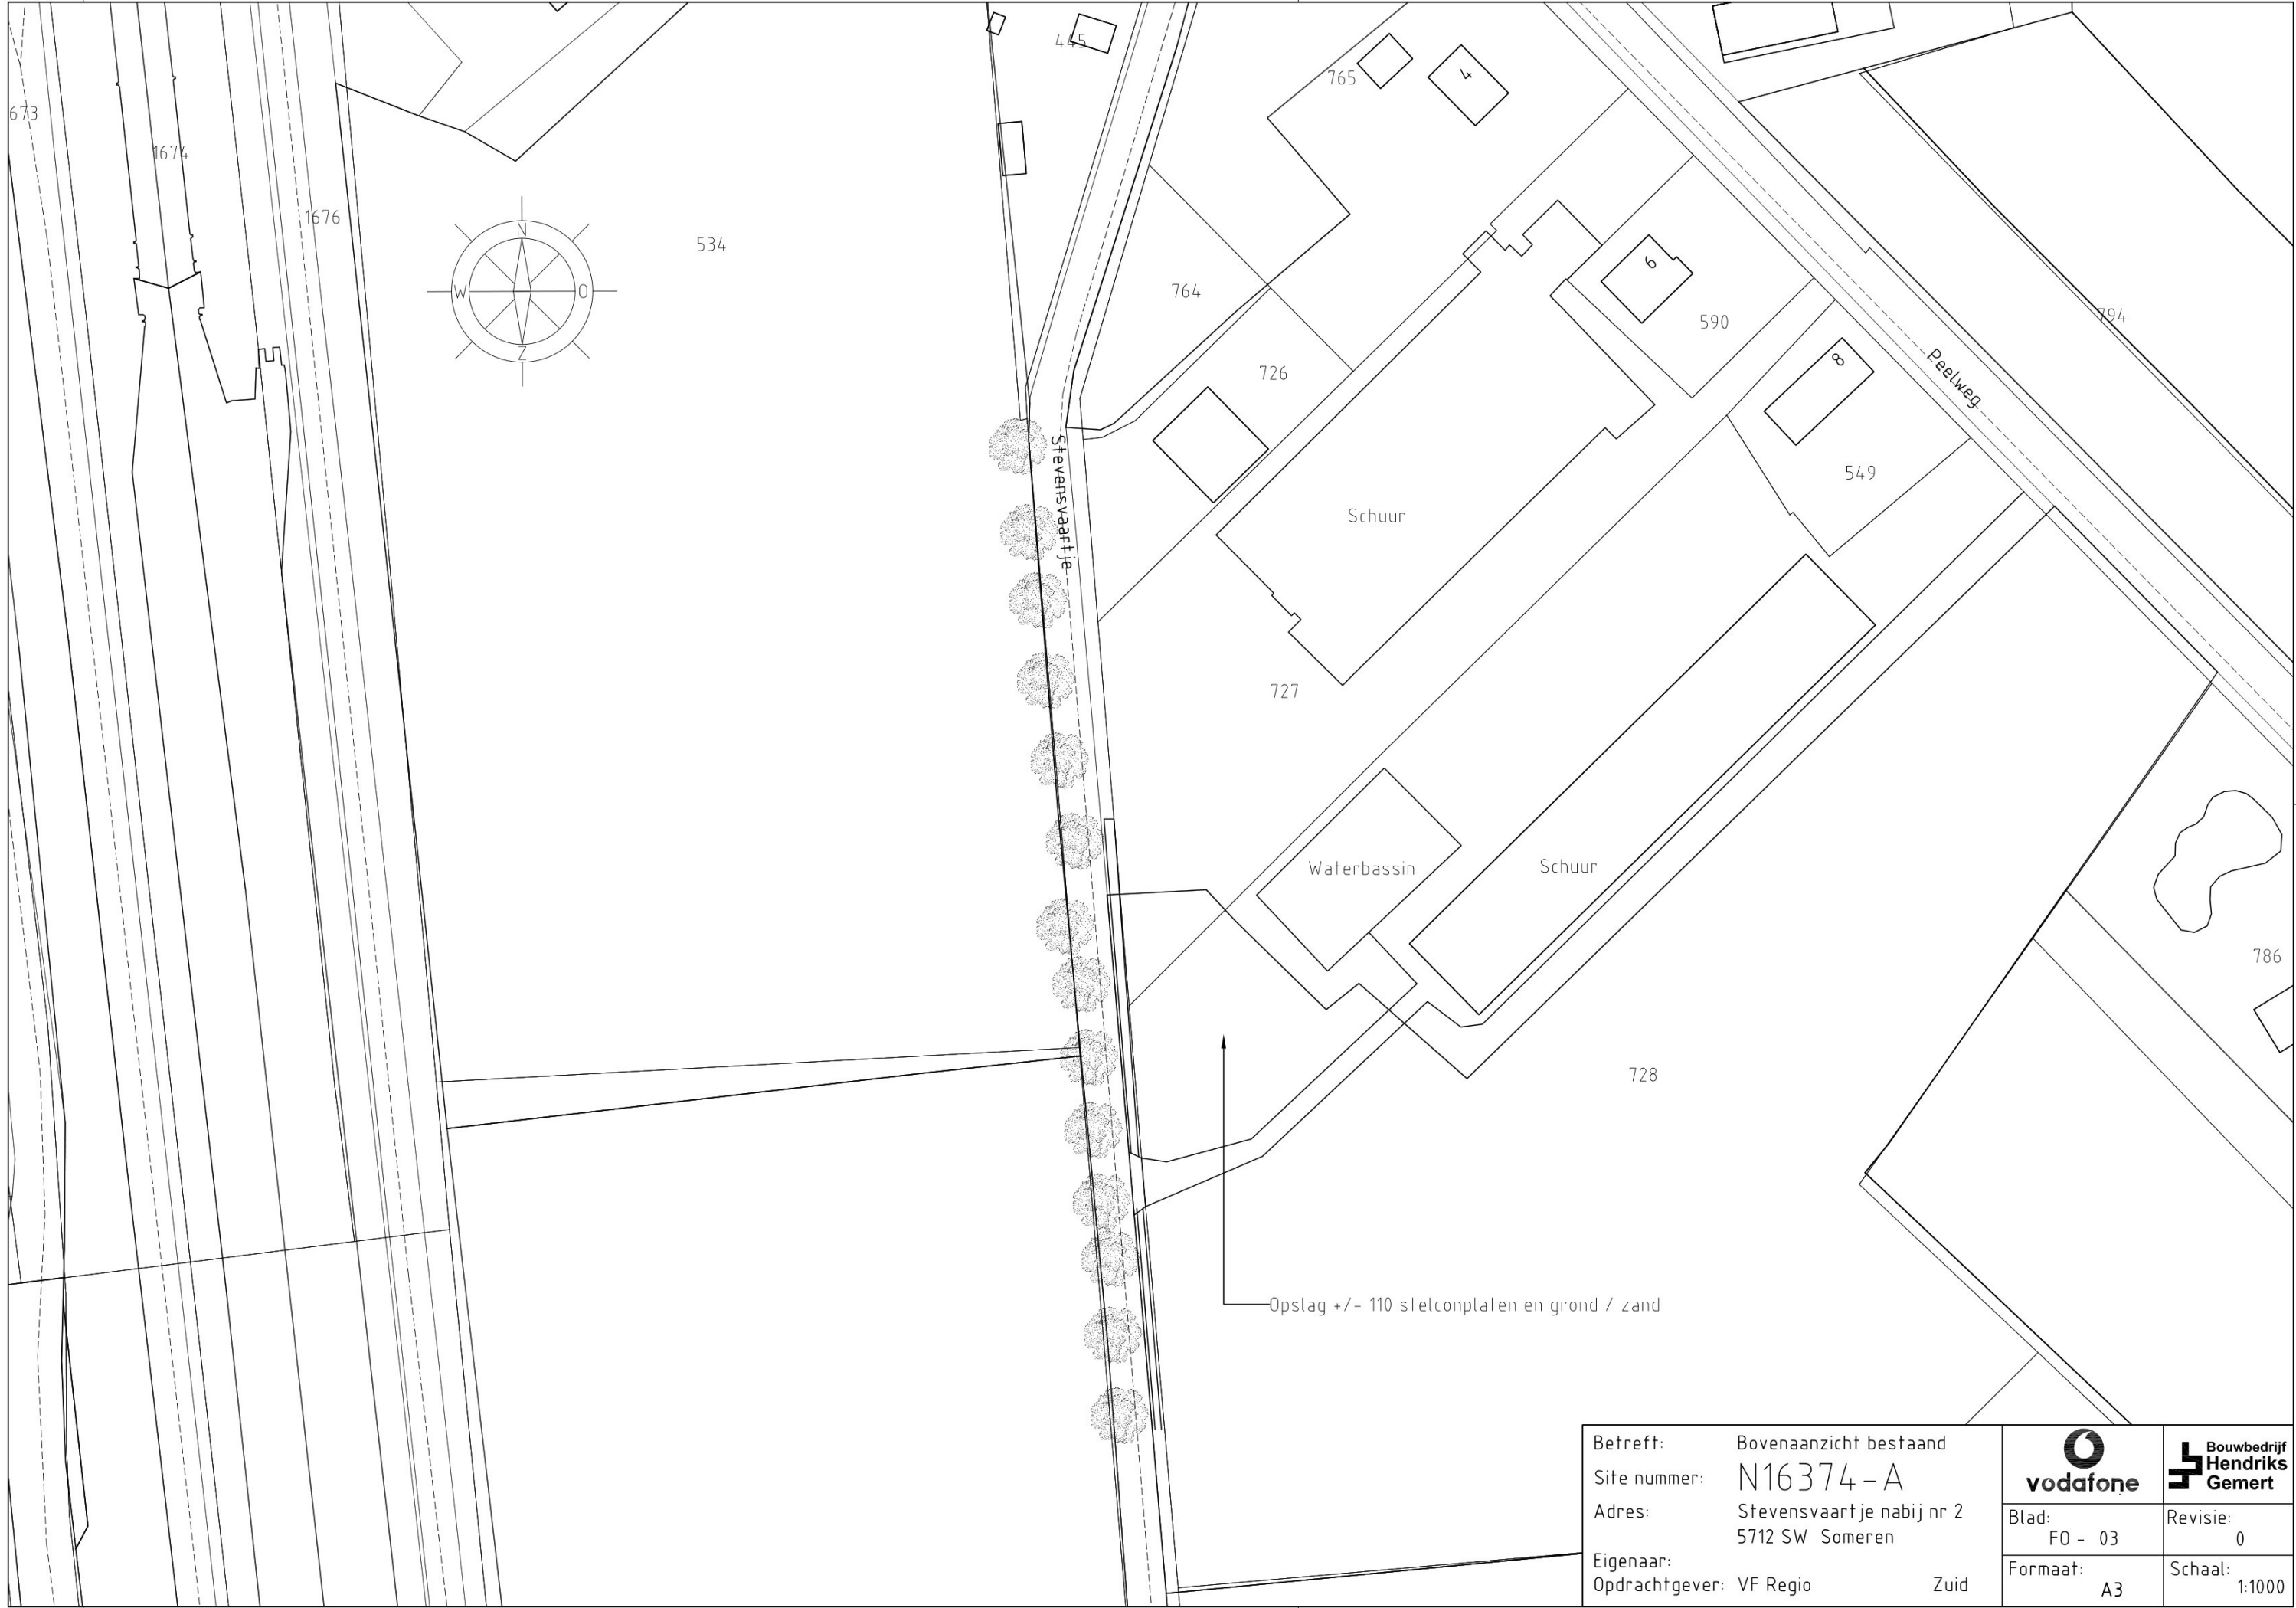 445
765
4
673
1674
1676
534
N
W
O
Z
764
726
6
590
794
Peelweg
8
549
Stevensvaartje
Schuur
727
Waterbassin
Schuur
786
728
Opslag +/- 110 stelconplaten en grond / zand
Betreft: Bovenaanzicht bestaand
Site nummer: N16374-A
Adres: Stevensvaartje nabij nr 2
5712 SW Someren
Eigenaar:
Opdrachtgever: VF Regio Zuid
vodafone
Bouwbedrijf
Hendriks
Gemert
Blad:
FO - 03
Revisie:
0
Formaat:
A3
Schaal:
1:1000